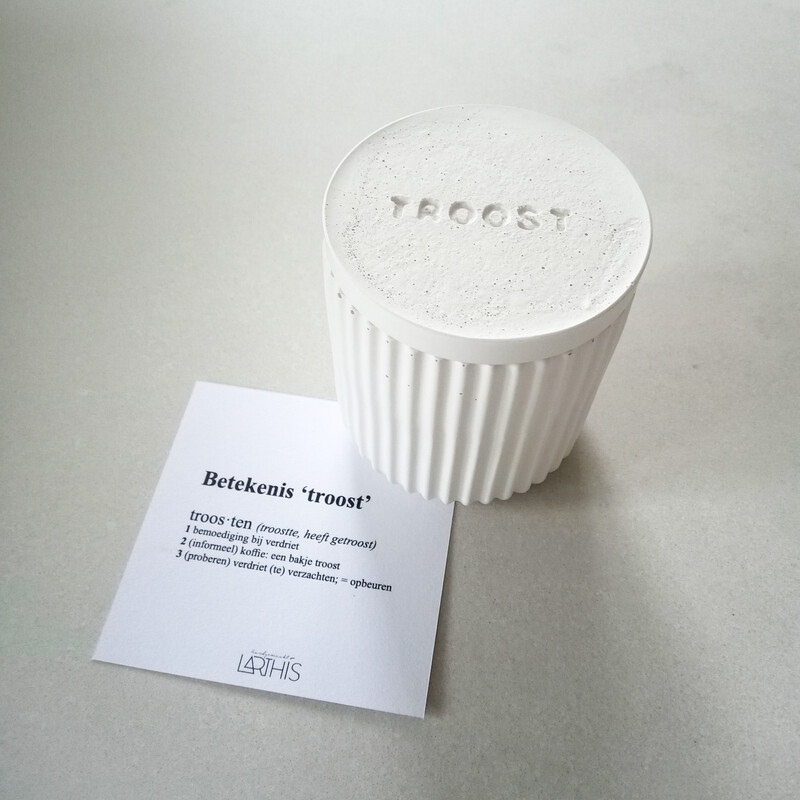 TROOST
Betekenis ‘troost’
troos·ten (troostte, heeft getroost)
1 bemoediging bij verdriet
2 (informeel) koffie: een bakje troost
3 (proberen) verdriet (te) verzachten; = opbeuren
LARTHIS